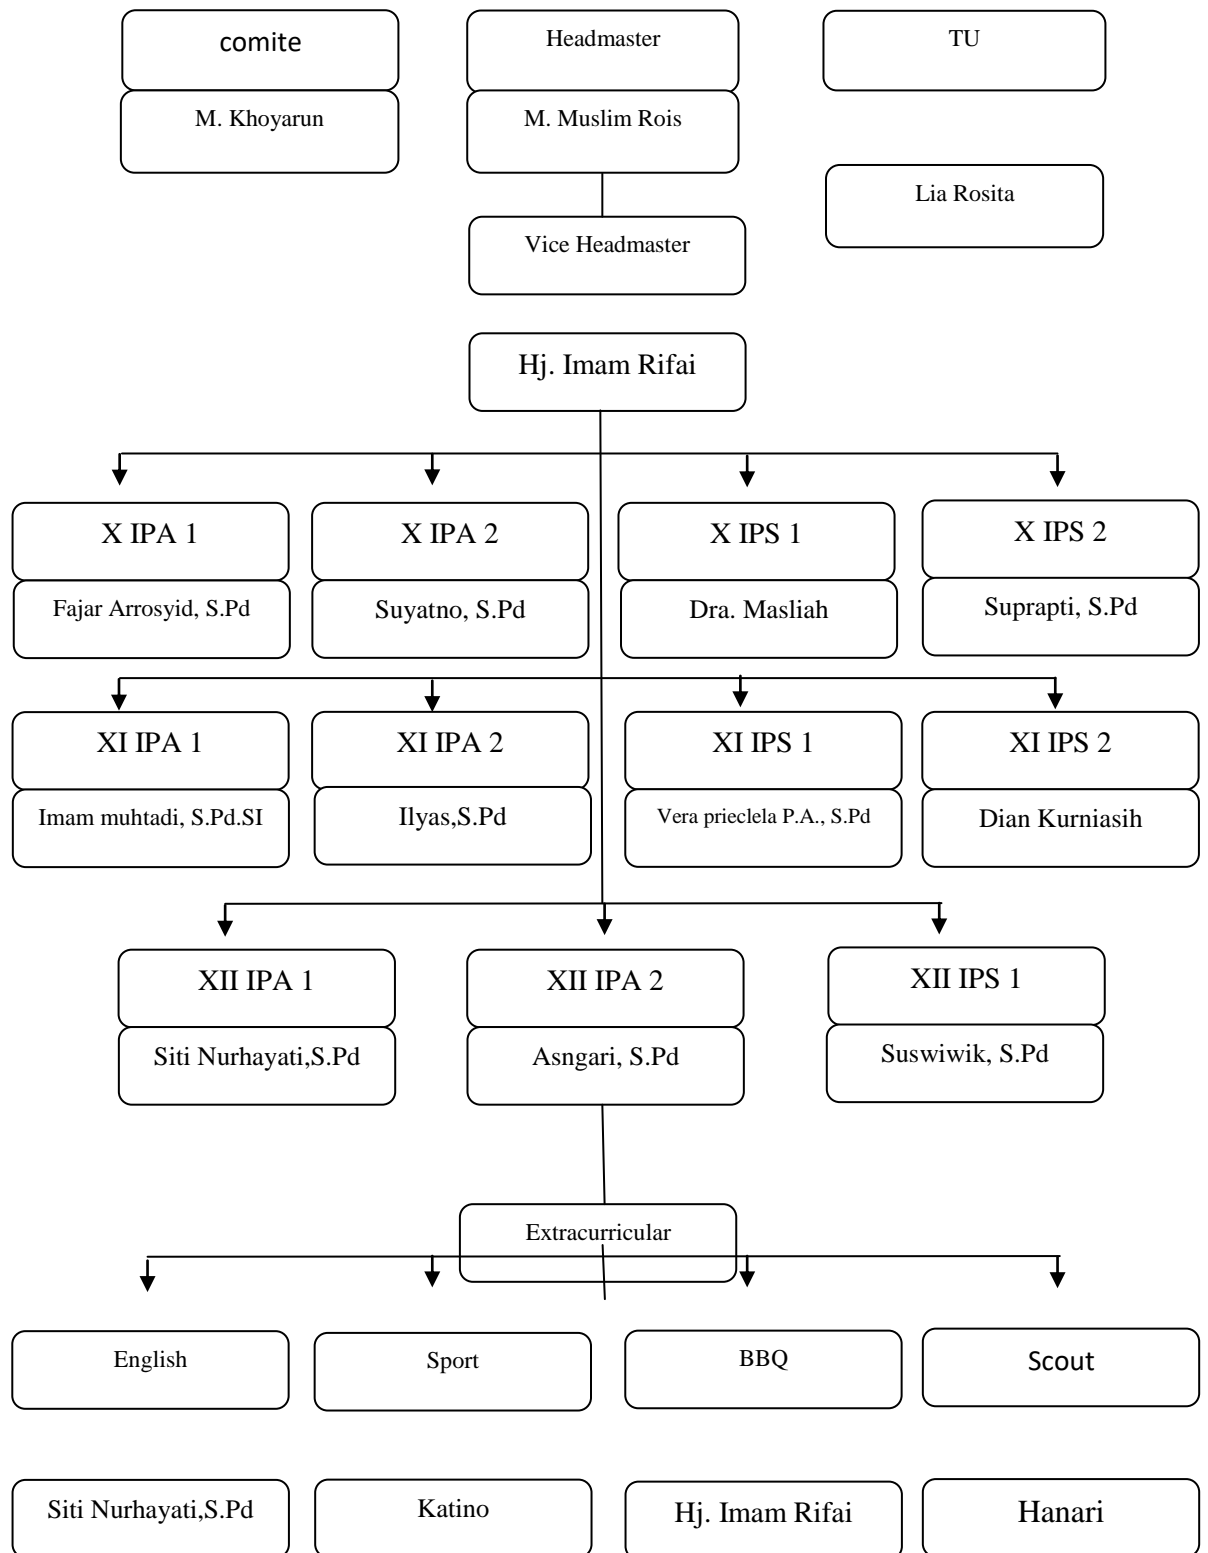 comite
Headmaster
TU
M. Khoyarun
M. Muslim Rois
Lia Rosita
Vice Headmaster
Hj. Imam Rifai
X IPA 1
X IPA 2
X IPS 1
X IPS 2
Fajar Arrosyid, S.Pd
Suyatno, S.Pd
Dra. Masliah
Suprapti, S.Pd
XI IPA 1
XI IPA 2
XI IPS 1
XI IPS 2
Imam muhtadi, S.Pd.SI
Ilyas,S.Pd
Vera prieclela P.A., S.Pd
Dian Kurniasih
XII IPA 1
XII IPA 2
XII IPS 1
Siti Nurhayati,S.Pd
Asngari, S.Pd
Suswiwik, S.Pd
Extracurricular
English
Sport
BBQ
Scout
Siti Nurhayati,S.Pd
Katino
Hj. Imam Rifai
Hanari